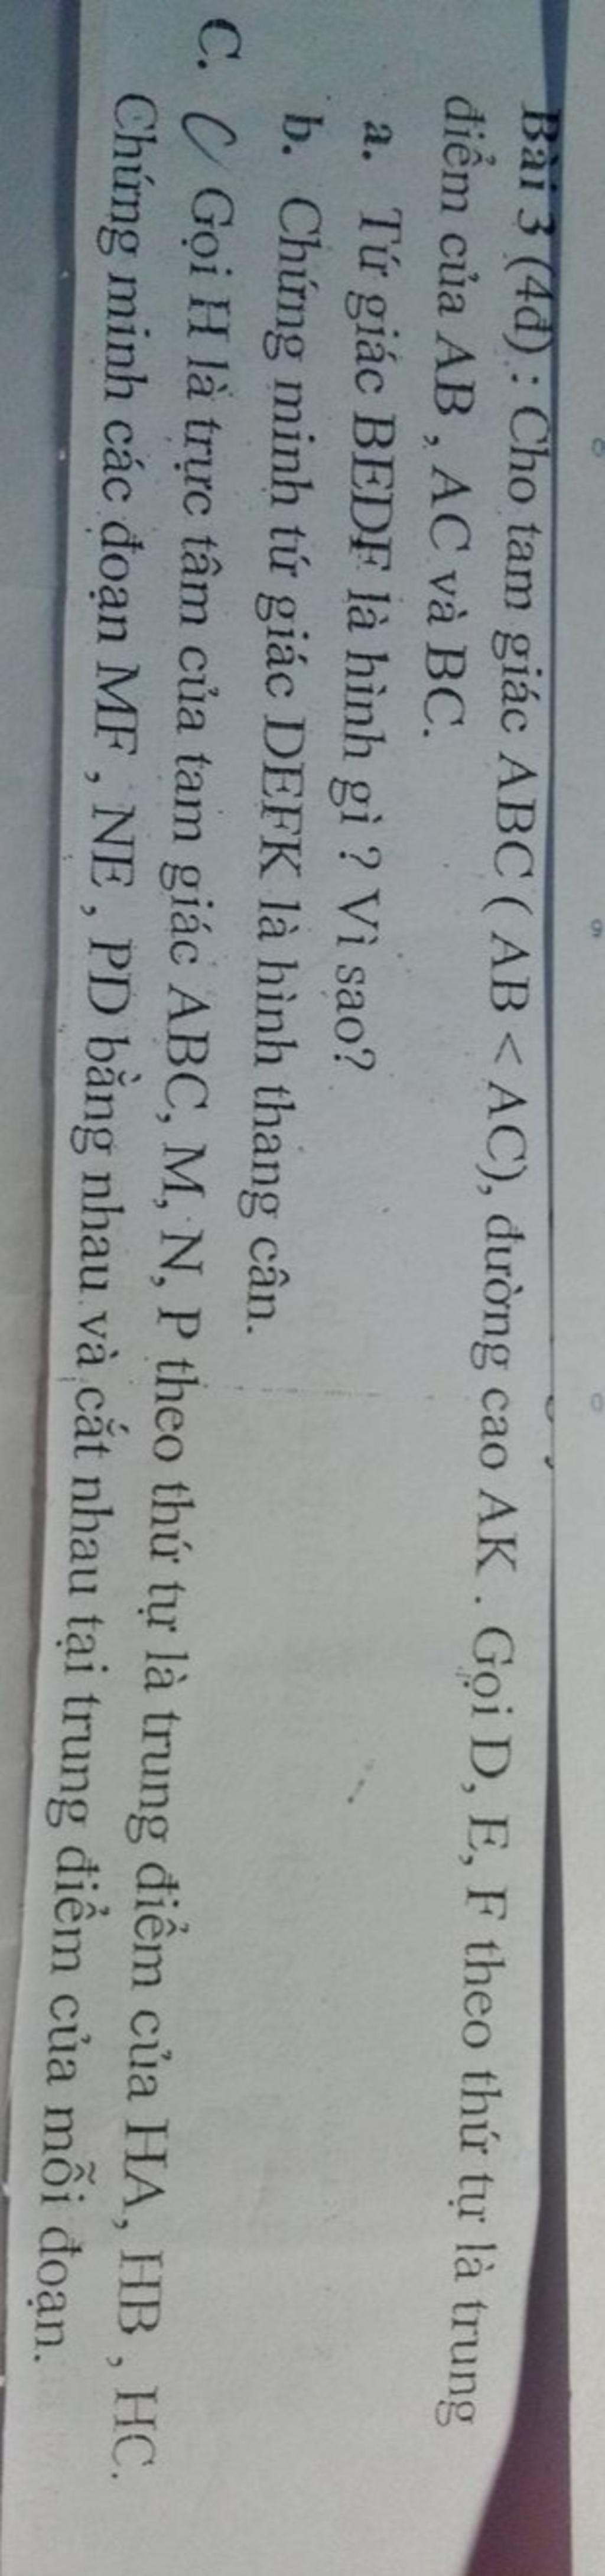 Bài 3 (4đ) : Cho tam giác ABC ( AB < AC), đường cao AK . Gọi D, E, F theo thứ tự là trung
điểm của AB , AC và BC.
a. Tứ giác BEDF là hình gì ? Vì sao?
b. Chứng minh tứ giác DEFK là hình thang cân.
C. C/ Gọi H là trực tâm của tam giác ABC, M, N, P theo thứ tự là trung điểm của HA, HB , HC.
Chứng minh các đoạn MF , NE , PD bằng nhau và cắt nhau tại trung điểm của mỗi đoạn.